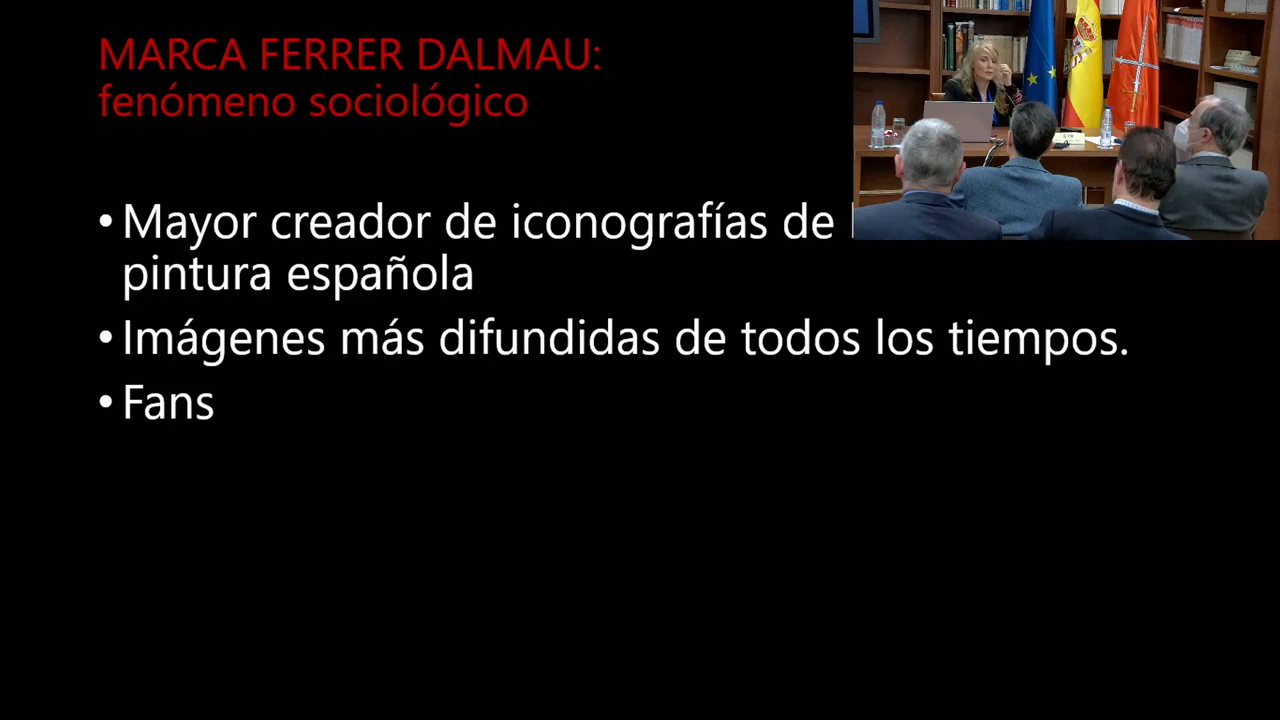 MARCA FERRER DALMAU:
fenómeno sociológico
• Mayor creador de iconografías de
pintura española
• Imágenes más difundidas de todos los tiempos.
• Fans